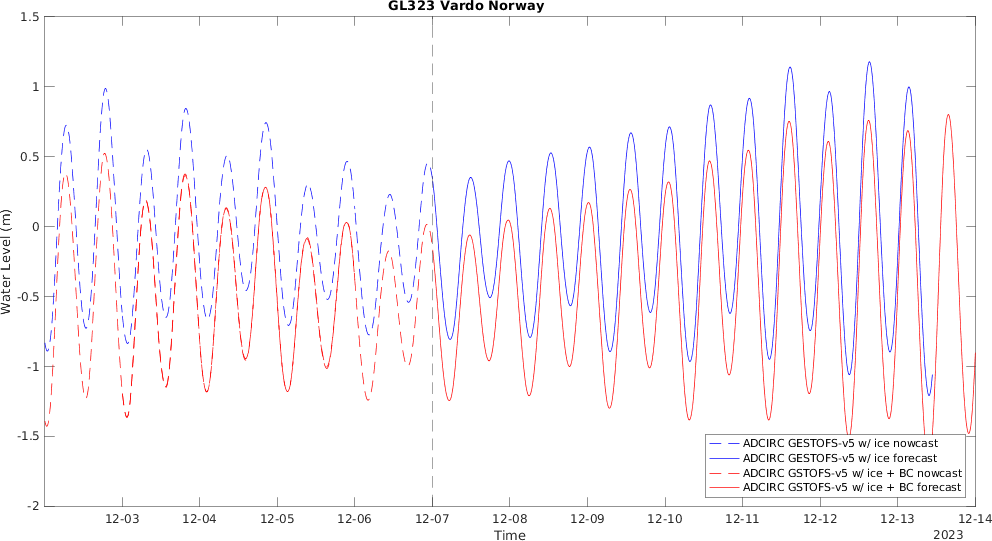 GL323 Vardo Norway
1.5
1
0.5
0
-0.5
-1
-1.5
-2
Water Level (m)
ADCIRC GESTOFS-v5 w/ ice nowcast
ADCIRC GESTOFS-v5 w/ ice forecast
ADCIRC GSTOFS-v5 w/ ice + BC nowcast
ADCIRC GSTOFS-v5 w/ ice + BC forecast
12-03 12-04 12-05 12-06 12-07 12-08 12-09 12-10 12-11 12-12 12-13 12-14
Time
2023